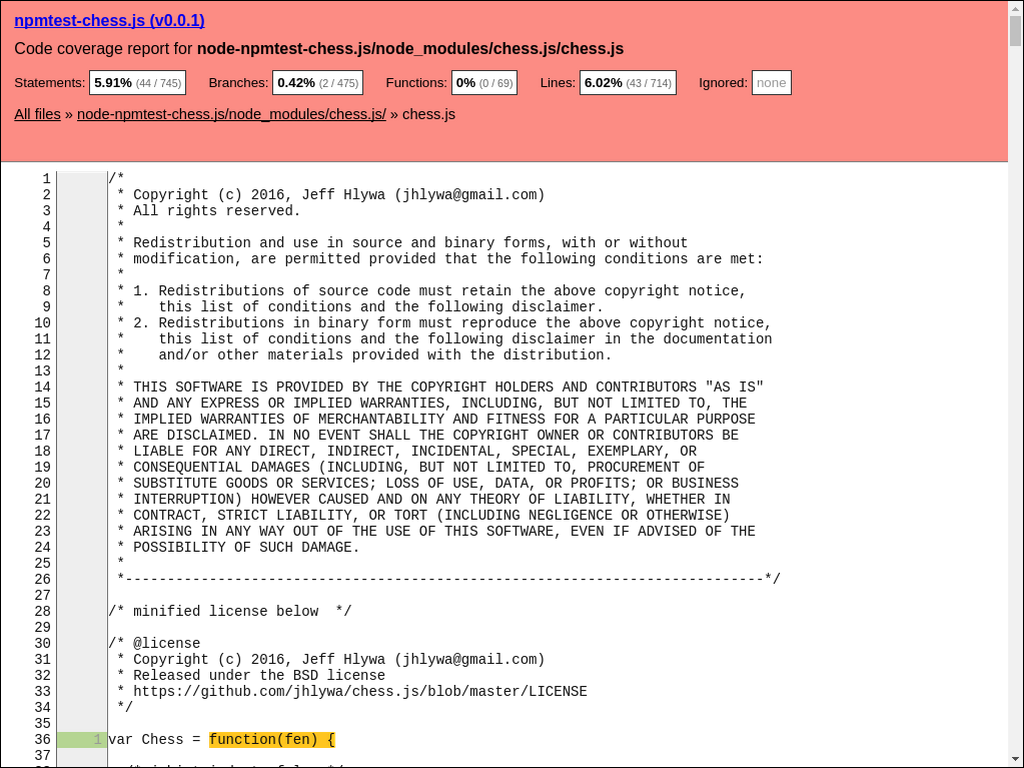 npmtest-chess.js (v0.0.1)
Code coverage report for node-npmtest-chess.js/node_modules/chess.js/chess.js
Statements: 5.91% (44 / 745) Branches: 0.42% (2 / 475) Functions: 0% (0 / 69) Lines: 6.02% (43 / 714) Ignored: none
All files » node-npmtest-chess.js/node_modules/chess.js/ » chess.js
1 /*
2 * Copyright (c) 2016, Jeff Hlywa (jhlywa@gmail.com)
3 * All rights reserved.
4 *
5 * Redistribution and use in source and binary forms, with or without
6 * modification, are permitted provided that the following conditions are met:
7 *
8 * 1. Redistributions of source code must retain the above copyright notice,
9 *    this list of conditions and the following disclaimer.
10 * 2. Redistributions in binary form must reproduce the above copyright notice,
11 *    this list of conditions and the following disclaimer in the documentation
12 *    and/or other materials provided with the distribution.
13 *
14 * THIS SOFTWARE IS PROVIDED BY THE COPYRIGHT HOLDERS AND CONTRIBUTORS "AS IS"
15 * AND ANY EXPRESS OR IMPLIED WARRANTIES, INCLUDING, BUT NOT LIMITED TO, THE
16 * IMPLIED WARRANTIES OF MERCHANTABILITY AND FITNESS FOR A PARTICULAR PURPOSE
17 * ARE DISCLAIMED. IN NO EVENT SHALL THE COPYRIGHT OWNER OR CONTRIBUTORS BE
18 * LIABLE FOR ANY DIRECT, INDIRECT, INCIDENTAL, SPECIAL, EXEMPLARY, OR
19 * CONSEQUENTIAL DAMAGES (INCLUDING, BUT NOT LIMITED TO, PROCUREMENT OF
20 * SUBSTITUTE GOODS OR SERVICES; LOSS OF USE, DATA, OR PROFITS; OR BUSINESS
21 * INTERRUPTION) HOWEVER CAUSED AND ON ANY THEORY OF LIABILITY, WHETHER IN
22 * CONTRACT, STRICT LIABILITY, OR TORT (INCLUDING NEGLIGENCE OR OTHERWISE)
23 * ARISING IN ANY WAY OUT OF THE USE OF THIS SOFTWARE, EVEN IF ADVISED OF THE
24 * POSSIBILITY OF SUCH DAMAGE.
25 *
26 *----------------------------------------------------------------------------*/
27
28 /* minified license below  */
29
30 /* @license
31 * Copyright (c) 2016, Jeff Hlywa (jhlywa@gmail.com)
32 * Released under the BSD license
33 * https://github.com/jhlywa/chess.js/blob/master/LICENSE
34 */
35
36 1 var Chess = function(fen) {
37